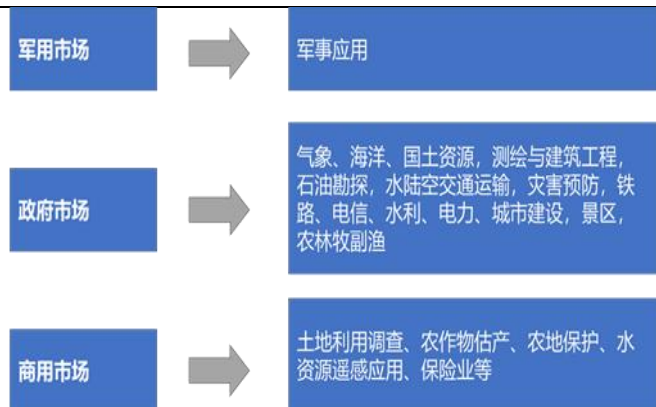 军用市场
军事应用
政府市场
气象、海洋、国土资源，测绘与建筑工程，
石油勘探，水陆空交通运输，灾害预防，铁
路、电信、水利、电力、城市建设，景区，
农林牧副渔
商用市场
土地利用调查、农作物估产、农地保护、水
资源遥感应用、保险业等